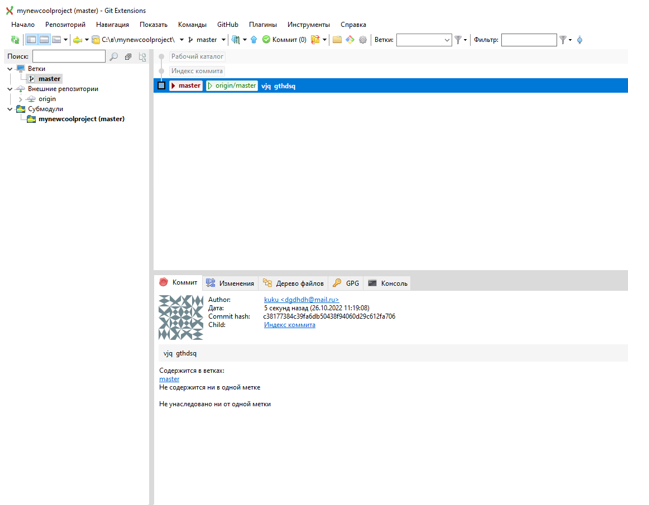 mynewcoolproject (master) - Git Extensions
Начало Репозиторий Навигация Показать Команды GitHub Плагины Инструменты Справка
C:\в\mynewcoolproject\ master Коммит (0) Ветки: Фильтр:
Поиск:
Ветки
master
Внешние репозитории
origin
Субмодули
mynewcoolproject (master)
Рабочий каталог
Индекс коммита
master origin/master vjq gthdsq
Коммит Изменения Дерево файлов GPG Консоль
Author: kuku <dgdhdh@mail.ru>
Дата: 5 секунд назад (26.10.2022 11:19:08)
Commit hash: c38177384c39fa6db50438f94060d29c612fa706
Child: Индекс коммита
vjq gthdsq
Содержится в ветках:
master
Не содержится ни в одной метке
Не унаследовано ни от одной метки